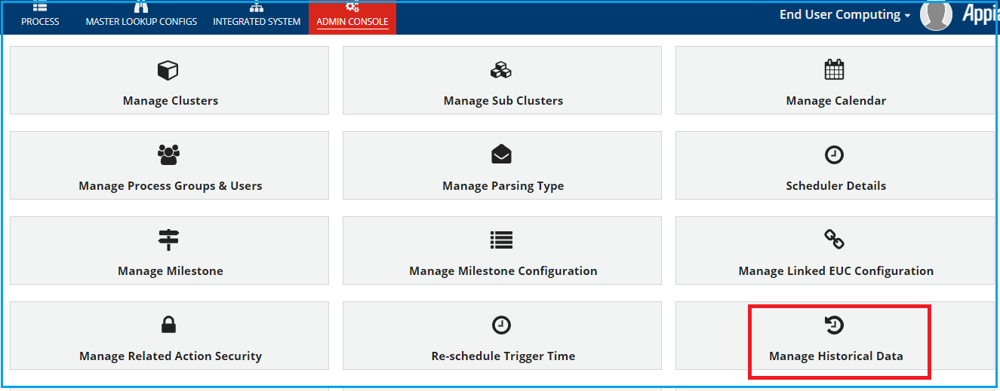 End User Computing
PROCESS MASTER LOOKUP CONFIGS INTEGRATED SYSTEM ADMIN CONSOLE
Manage Clusters Manage Sub Clusters Manage Calendar
Manage Process Groups & Users Manage Parsing Type Scheduler Details
Manage Milestone Manage Milestone Configuration Manage Linked EUC Configuration
Manage Related Action Security Re-schedule Trigger Time Manage Historical Data